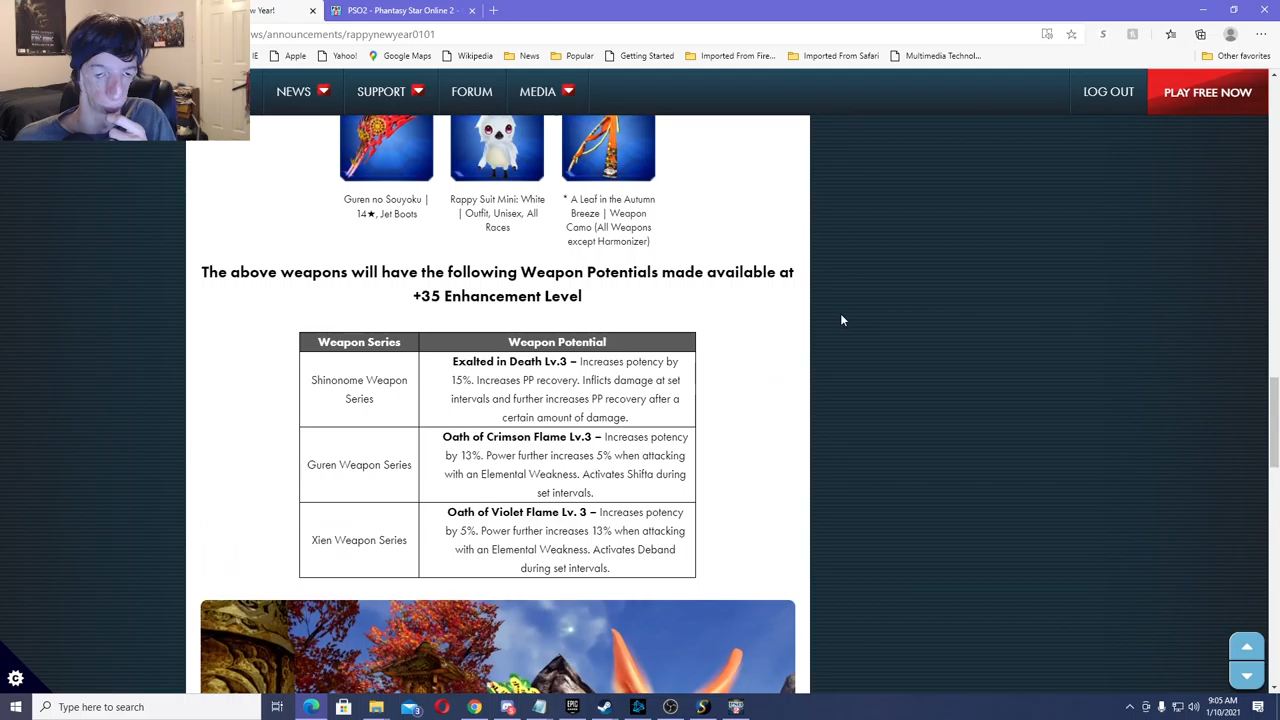 w Year!
PSO2 - Phantasy Star Online 2 -
ws/announcements/rappynewyear0101
IE
Apple
Yahoo!
Google Maps
Wikipedia
News
Popular
Getting Started
Imported From Fire...
Imported From Safari
Multimedia Technol...
Other favorites
NEWS
SUPPORT
FORUM
MEDIA
LOG OUT
PLAY FREE NOW
Guren no Souyoku |
14★, Jet Boots
Rappy Suit Mini: White
| Outfit, Unisex, All
Races
* A Leaf in the Autumn
Breeze | Weapon
Camo (All Weapons
except Harmonizer)
The above weapons will have the following Weapon Potentials made available at
+35 Enhancement Level
Weapon Series
Weapon Potential
Shinonome Weapon
Series
Exalted in Death Lv.3 – Increases potency by
15%. Increases PP recovery. Inflicts damage at set
intervals and further increases PP recovery after a
certain amount of damage.
Guren Weapon Series
Oath of Crimson Flame Lv.3 – Increases potency
by 13%. Power further increases 5% when attacking
with an Elemental Weakness. Activates Shifta during
set intervals.
Xien Weapon Series
Oath of Violet Flame Lv. 3 – Increases potency
by 5%. Power further increases 13% when attacking
with an Elemental Weakness. Activates Deband
during set intervals.
Type here to search
3
EPIC
9:05 AM
1/10/2021